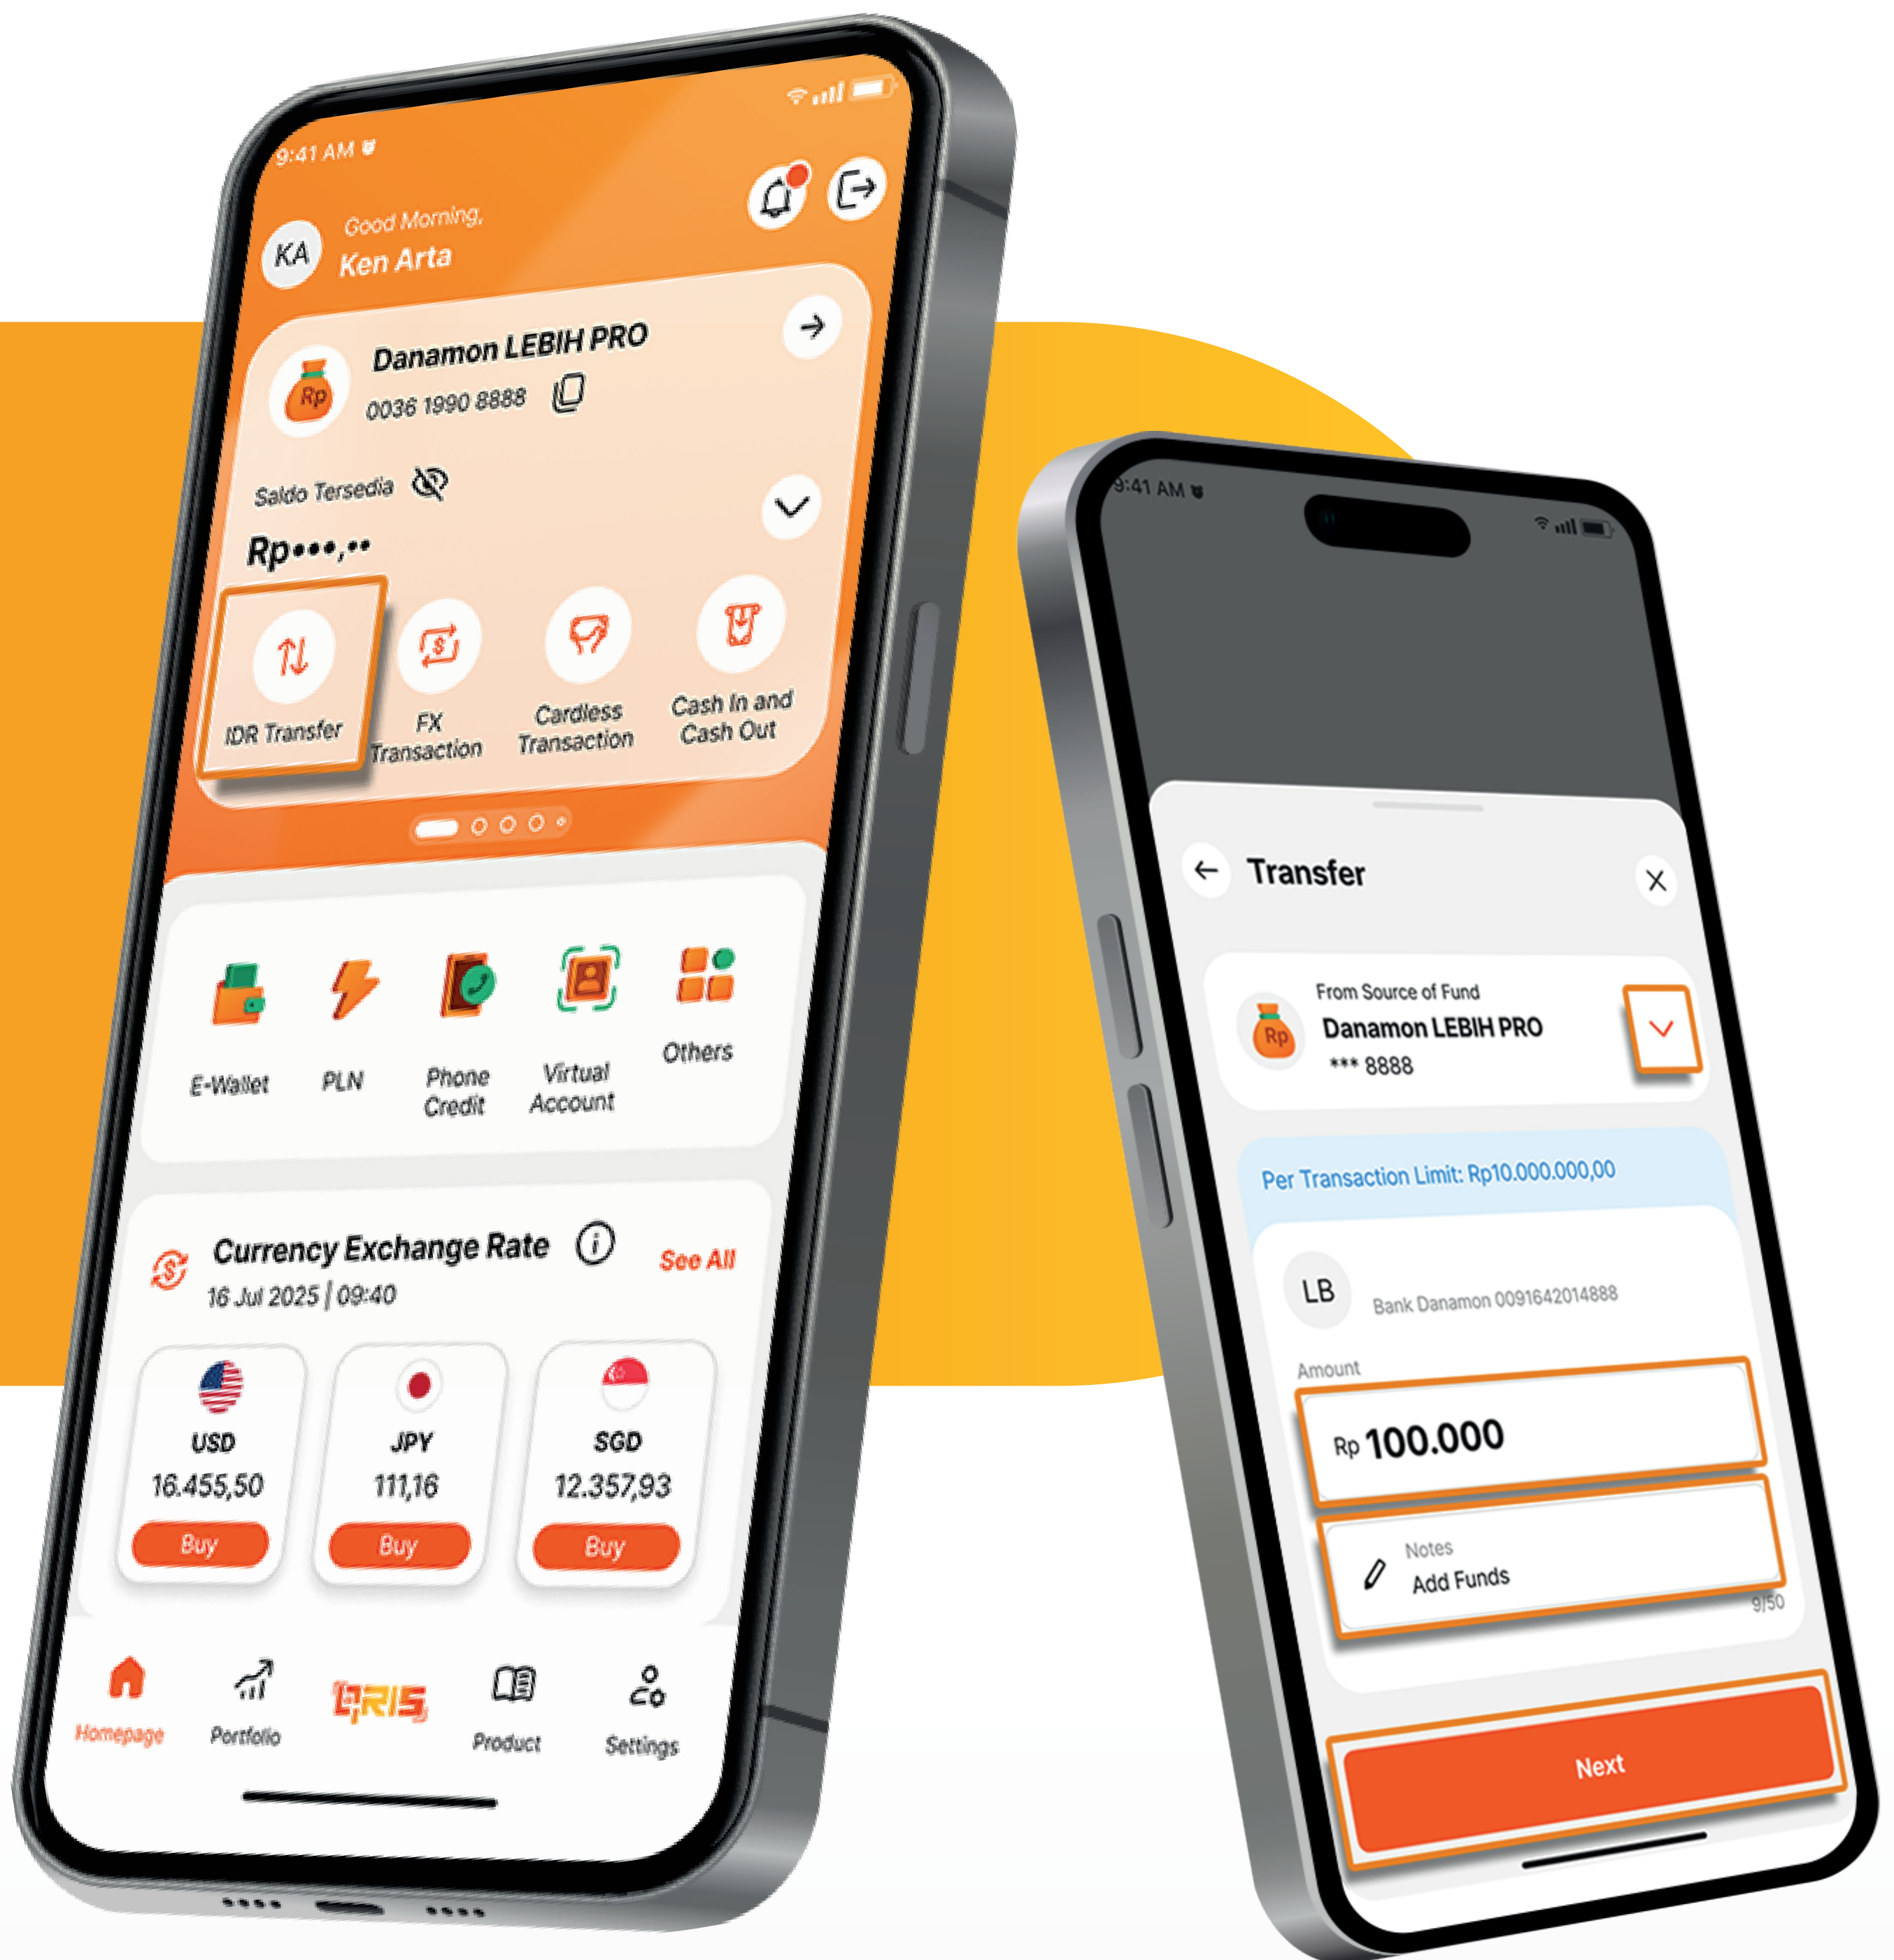 9:41 AM
KA
Good Morning,
Ken Arta
Danamon LEBIH PRO
Rp
0036 1990 8888
Saldo Tersedia
Rp•••,••
IDR Transfer
FX
Transaction
Cardless
Transaction
Cash In and
Cash Out
E-Wallet
PLN
Phone
Credit
Virtual
Account
Others
Currency Exchange Rate
See All
16 Jul 2025 | 09:40
USD
16.455,50
Buy
JPY
111,16
Buy
SGD
12.357,93
Buy
Homepage
Portfolio
QRIS
Product
Settings
9:41 AM
Transfer
From Source of Fund
Rp
Danamon LEBIH PRO
*** 8888
Per Transaction Limit: Rp10.000.000,00
LB
Bank Danamon 0091642014888
Amount
Rp 100.000
Notes
Add Funds
9/50
Next